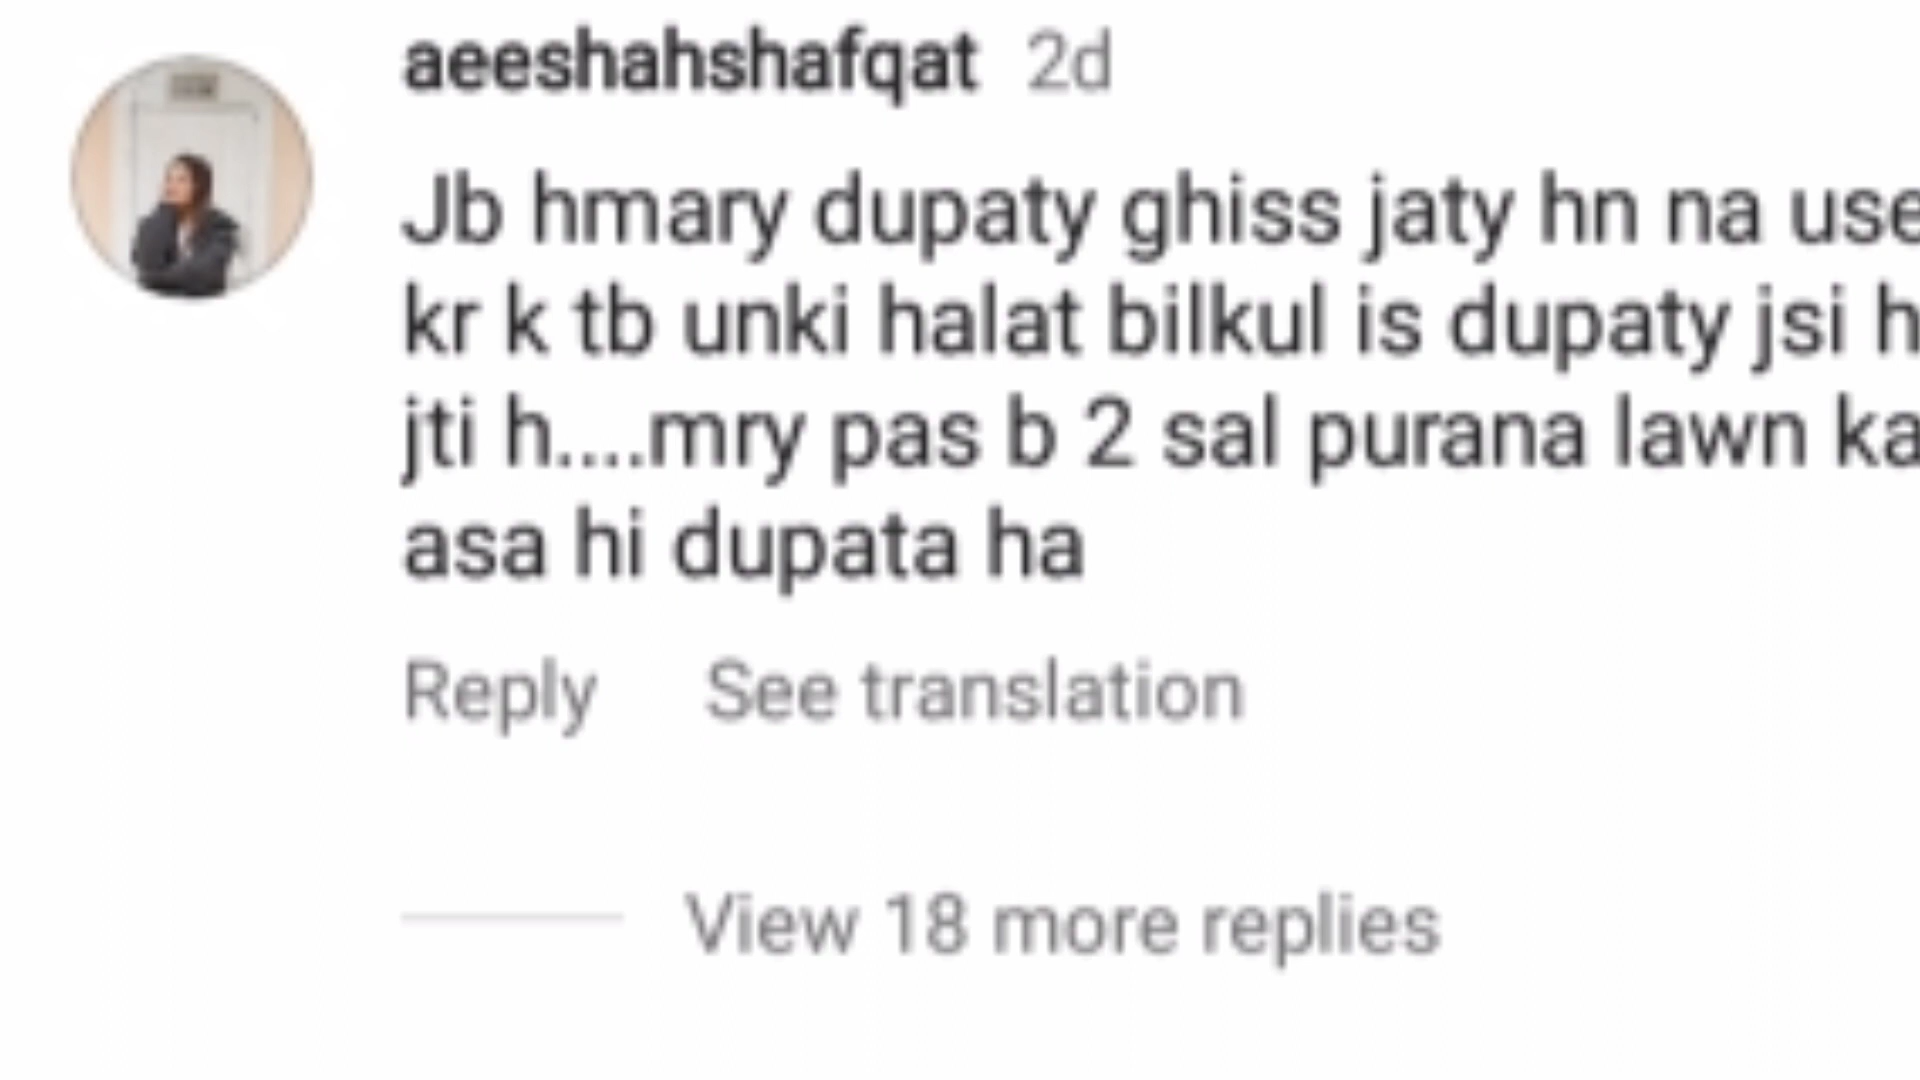 aeeshahshafqat 2d
Jb hmary dupaty ghiss jaty hn na use
kr k tb unki halat bilkul is dupaty jsi h
jti h....mry pas b 2 sal purana lawn ka
asa hi dupata ha
Reply See translation
View 18 more replies